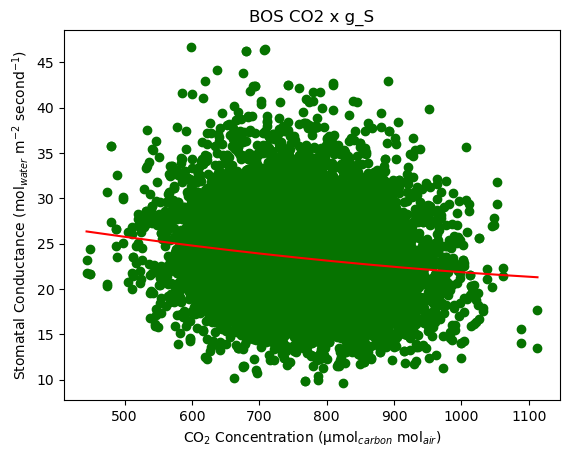 BOS CO2 x g_S
45
40
35
30
25
20
15
10
Stomatal Conductance (mol_water m⁻² second⁻¹)
500 600 700 800 900 1000 1100
CO₂ Concentration (μmol_carbon mol_air)